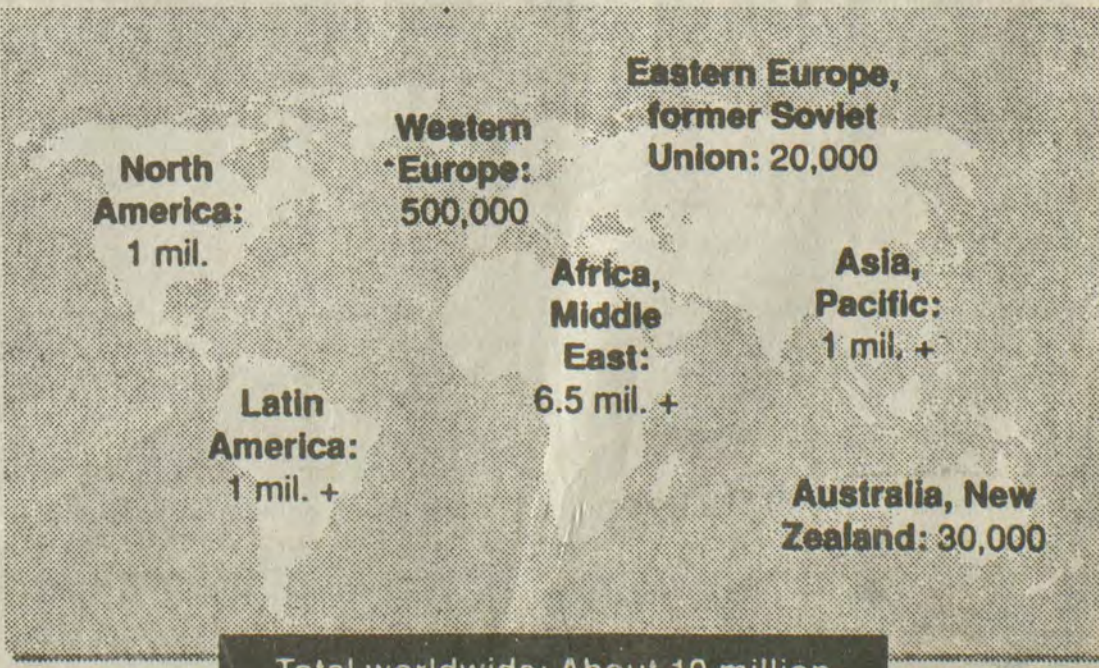 Eastern Europe,
former Soviet
Union: 20,000
Western
Europe:
500,000
North
America:
1 mil.
Africa,
Middle
East:
6.5 mil. +
Asia,
Pacific:
1 mil. +
Latin
America:
1 mil. +
Australia, New
Zealand: 30,000
Total worldwide: About 10 million